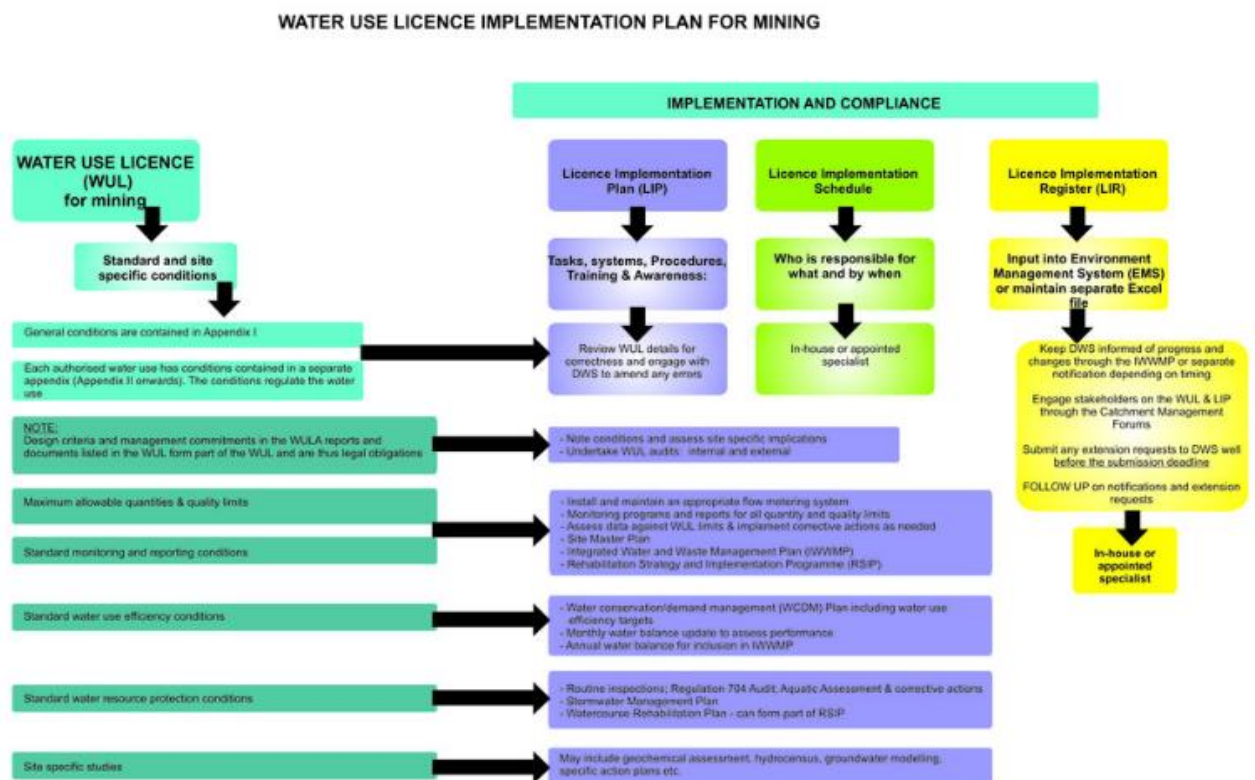 WATER USE LICENCE IMPLEMENTATION PLAN FOR MINING
IMPLEMENTATION AND COMPLIANCE
WATER USE LICENCE
(WUL)
for mining
Standard and site
specific conditions
General conditions are contained in Appendix I
Each authorised water use has conditions contained in a separate
appendix (Appendix II onwards). The conditions regulate the water
use
NOTE:
Design criteria and management commitments in the WULA reports and
documents listed in the WUL form part of the WUL and are thus legal obligations
Maximum allowable quantities & quality limits
Standard monitoring and reporting conditions
Standard water use efficiency conditions
Standard water resource protection conditions
Site specific studies
Licence Implementation
Plan (LIP)
Tasks, systems, Procedures,
Training & Awareness:
Review WUL details for
correctness and engage with
DWS to amend any errors
- Note conditions and assess site specific implications
- Undertake WUL audits: internal and external
- Install and maintain an appropriate flow metering system
- Monitoring programs and reports for all quantity and quality limits
- Assess data against WUL limits & implement corrective actions as needed
- Site Master Plan
- Integrated Water and Waste Management Plan (IWWMP)
- Rehabilitation Strategy and Implementation Programme (RSIP)
- Water conservation/demand management (WCDM) Plan including water use
efficiency targets
- Monthly water balance update to assess performance
- Annual water balance for inclusion in IWWMP
- Routine inspections; Regulation 704 Audit; Aquatic Assessment & corrective actions
- Stormwater Management Plan
- Watercourse Rehabilitation Plan - can form part of RSIP
May include geochemical assessment, hydrocensus, groundwater modelling,
specific action plans etc.
Licence Implementation
Schedule
Who is responsible for
what and by when
In-house or appointed
specialist
Licence Implementation
Register (LIR)
Input into Environment
Management System (EMS)
or maintain separate Excel
file
Keep DWS informed of progress and
changes through the IWWMP or separate
notification depending on timing
Engage stakeholders on the WUL & LIP
through the Catchment Management
Forums
Submit any extension requests to DWS well
before the submission deadline
FOLLOW UP on notifications and extension
requests
In-house or
appointed
specialist